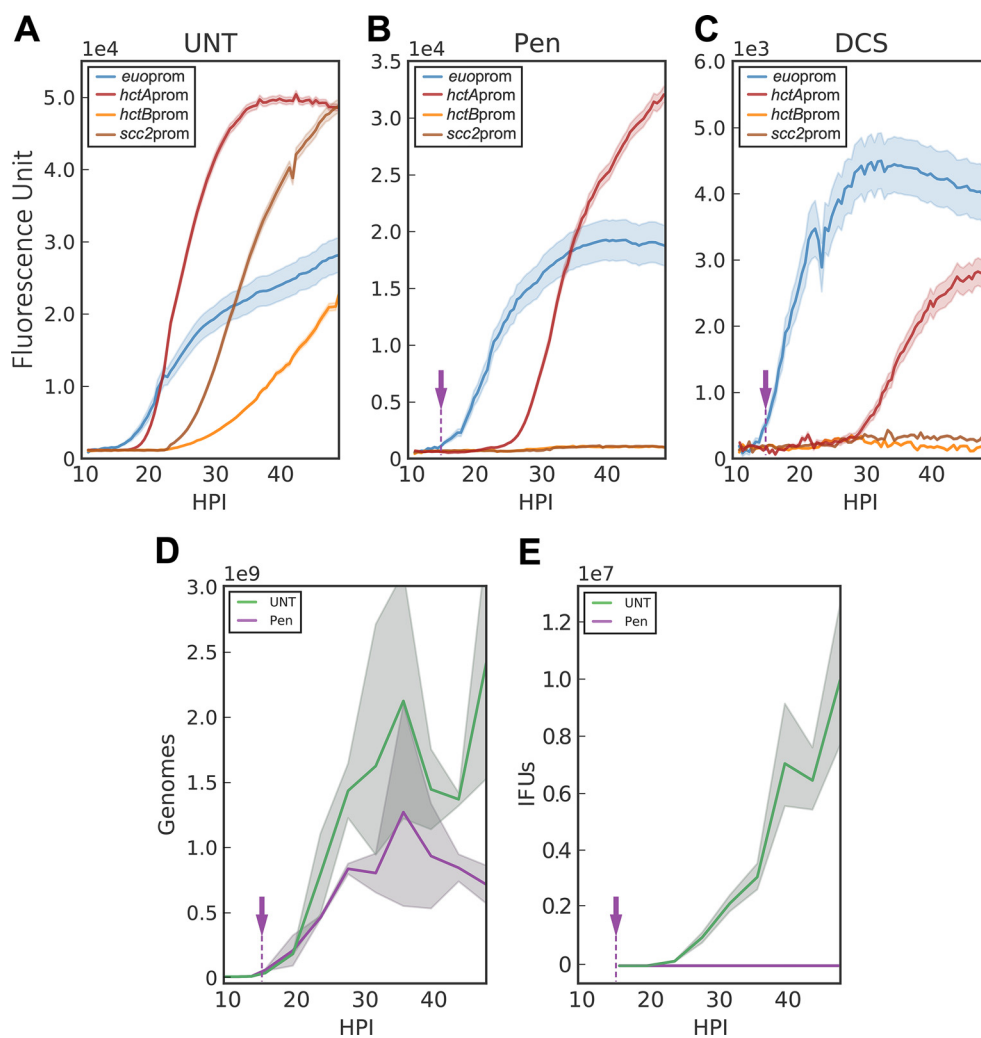 A
UNT
1e4
Fluorescence Unit
5.0
4.0
3.0
2.0
1.0
0
euoprom
hctAprom
hctBprom
scc2prom
10 20 30 40
HPI
B
Pen
1e4
3.5
3.0
2.5
2.0
1.5
1.0
0.5
0
euoprom
hctAprom
hctBprom
scc2prom
10 20 30 40
HPI
C
DCS
1e3
6.0
5.0
4.0
3.0
2.0
1.0
0
euoprom
hctAprom
hctBprom
scc2prom
10 20 30 40
HPI
D
1e9
Genomes
3.0
2.5
2.0
1.5
1.0
0.5
0
UNT
Pen
10 20 30 40
HPI
E
1e7
IFUs
1.2
1.0
0.8
0.6
0.4
0.2
0
UNT
Pen
10 20 30 40
HPI